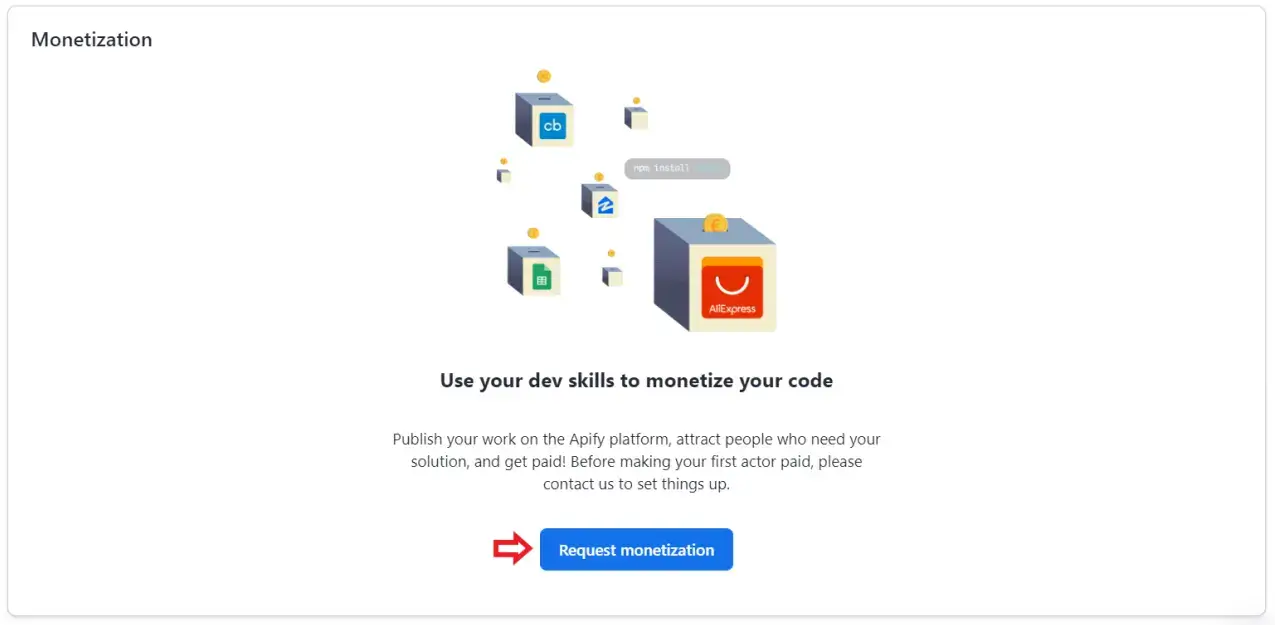 Monetization
cb
npm install
AliExpress
Use your dev skills to monetize your code
Publish your work on the Apify platform, attract people who need your
solution, and get paid! Before making your first actor paid, please
contact us to set things up.
Request monetization